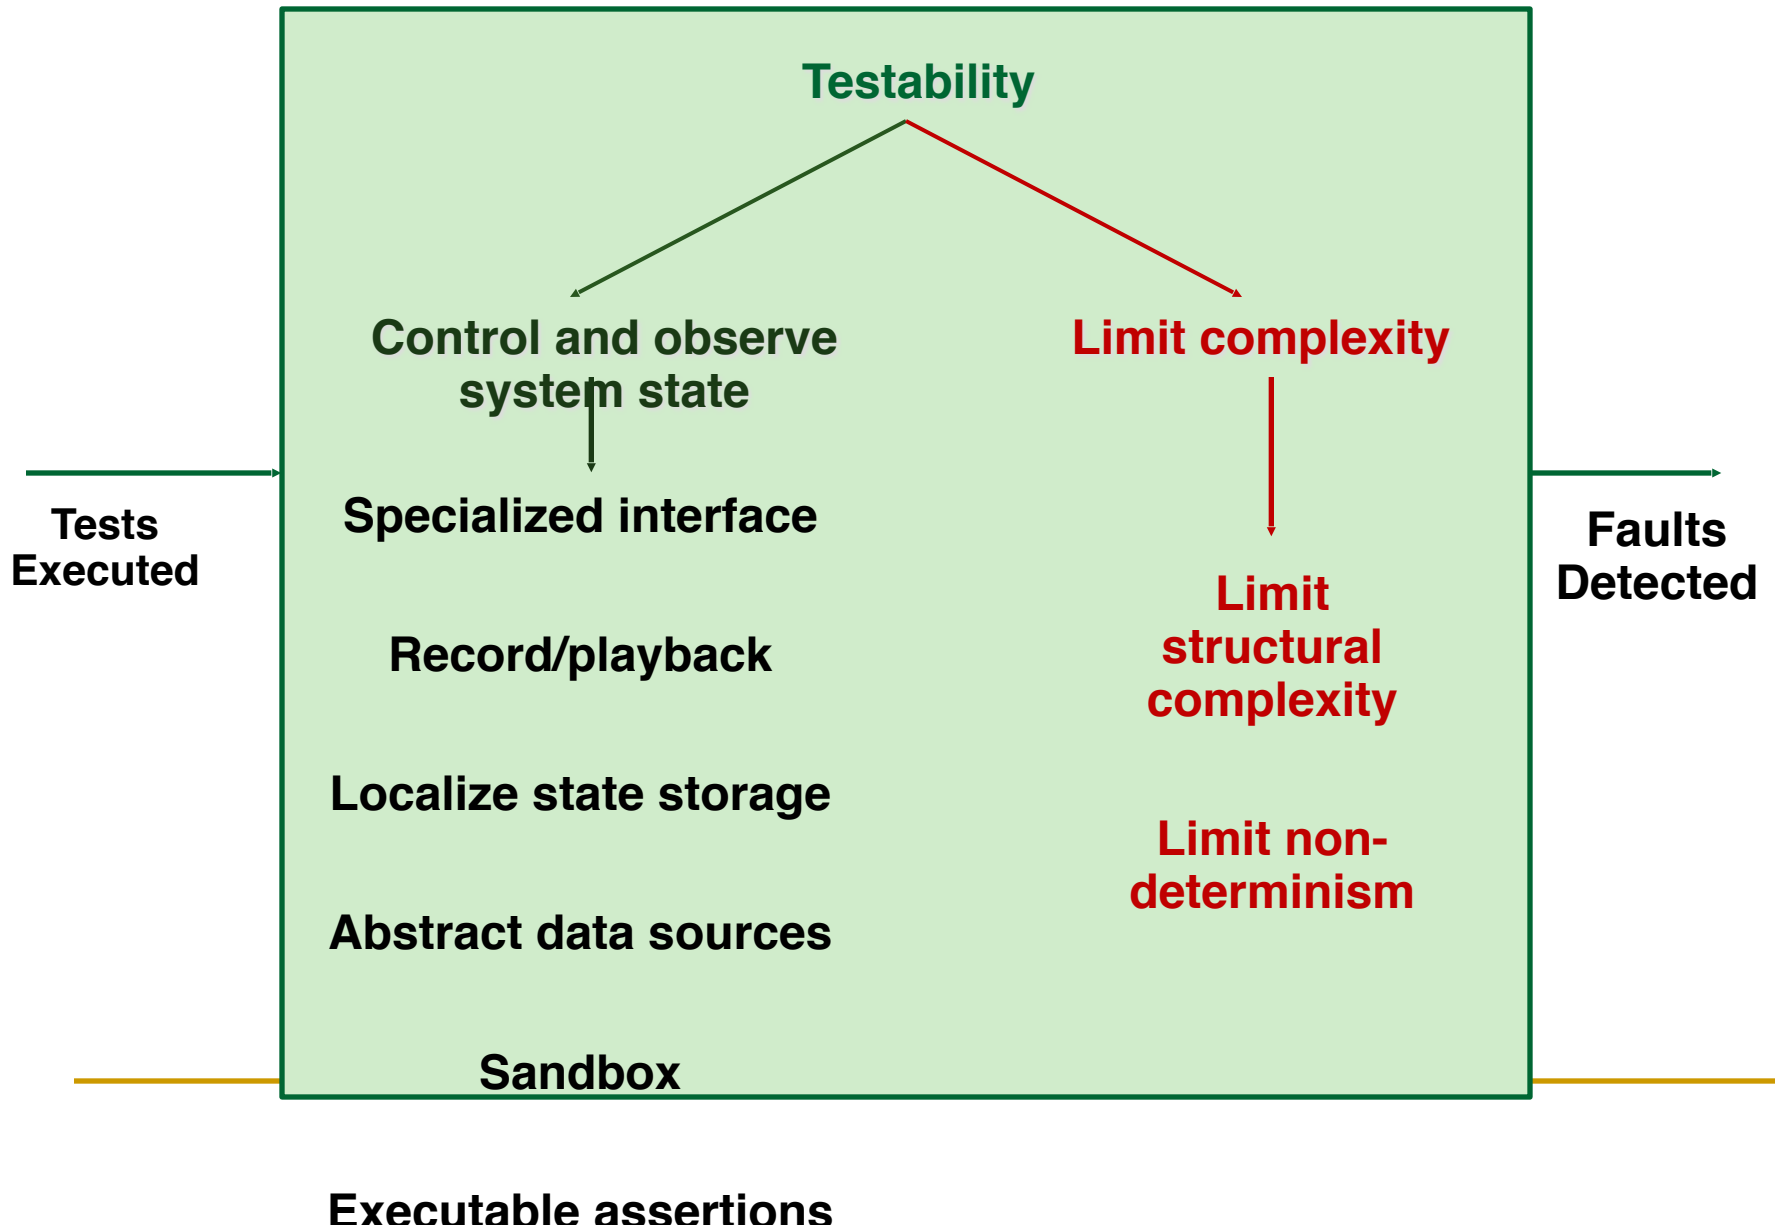 Testability
Control and observe
system state
Limit complexity
Tests
Executed
Specialized interface
Record/playback
Localize state storage
Abstract data sources
Sandbox
Executable assertions
Limit
structural
complexity
Limit non-
determinism
Faults
Detected